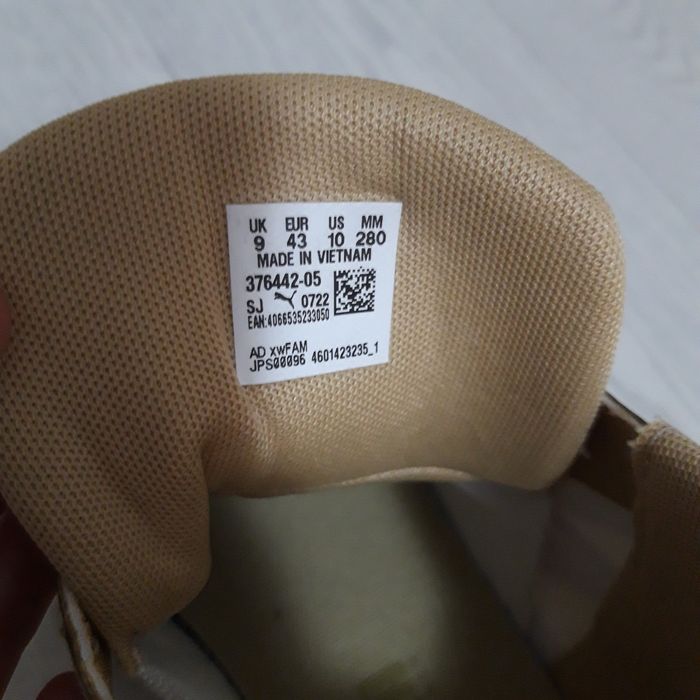 UK EUR US MM
9 43 10 280
MADE IN VIETNAM
376442-05
SJ 0722
EAN:4066535233050
AD xwFAM
JPS00096 4601423235_1